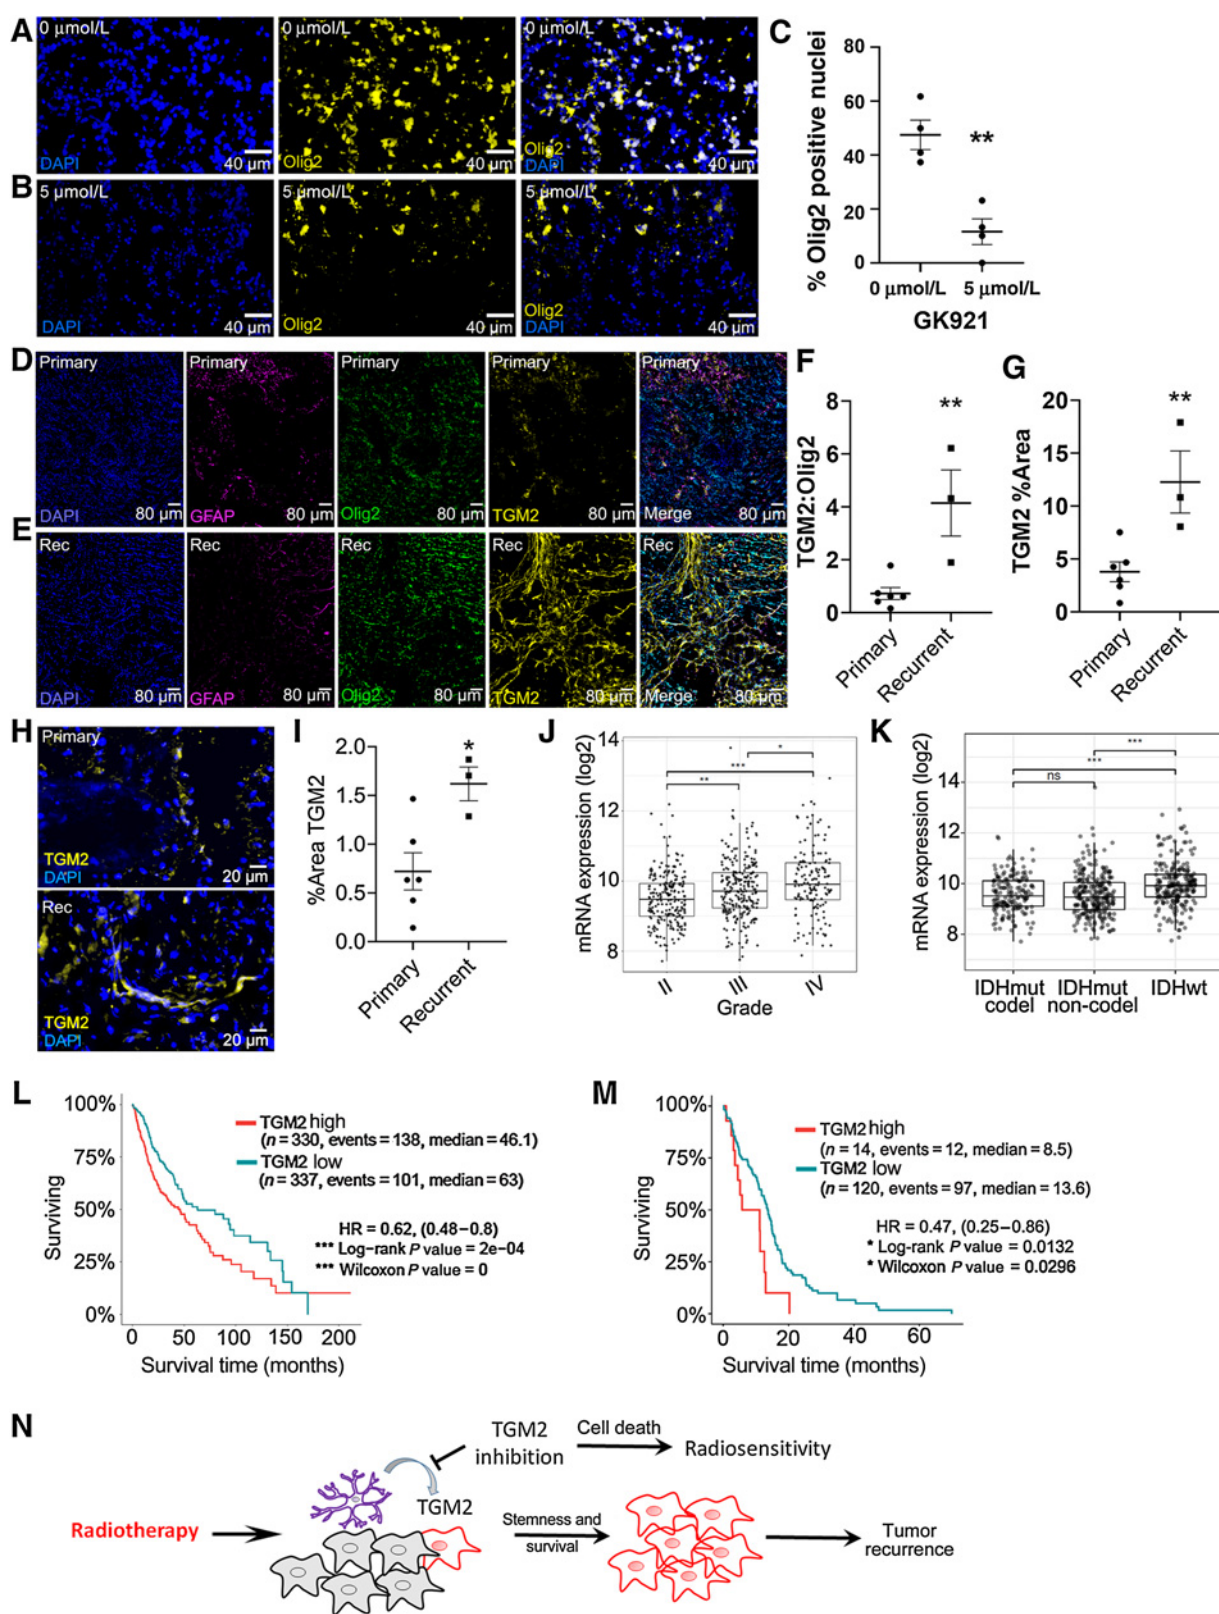 A
0 μmol/L
DAPI
40 μm
0 μmol/L
Olig2
40 μm
0 μmol/L
Olig2
DAPI
40 μm
B
5 μmol/L
DAPI
40 μm
5 μmol/L
Olig2
40 μm
5 μmol/L
Olig2
DAPI
40 μm
C
% Olig2 positive nuclei
80
60
40
20
0
**
0 μmol/L
5 μmol/L
GK921
D
Primary
DAPI
80 μm
Primary
GFAP
80 μm
Primary
Olig2
80 μm
Primary
TGM2
80 μm
Primary
Merge
80 μm
E
Rec
DAPI
80 μm
Rec
GFAP
80 μm
Rec
Olig2
80 μm
Rec
TGM2
80 μm
Rec
Merge
80 μm
F
TGM2:Olig2
8
6
4
2
0
**
Primary
Recurrent
G
TGM2 %Area
20
15
10
5
0
**
Primary
Recurrent
H
Primary
TGM2
DAPI
20 μm
Rec
TGM2
DAPI
20 μm
I
%Area TGM2
2.0
1.5
1.0
0.5
0.0
*
Primary
Recurrent
J
mRNA expression (log2)
14
12
10
8
*
***
**
II
III
IV
Grade
K
mRNA expression (log2)
14
12
10
8
***
***
ns
IDHmut
codel
IDHmut
non-codel
IDHwt
L
Surviving
100%
75%
50%
25%
0%
TGM2 high
(n = 330, events = 138, median = 46.1)
TGM2 low
(n = 337, events = 101, median = 63)
HR = 0.62, (0.48–0.8)
*** Log-rank P value = 2e-04
*** Wilcoxon P value = 0
0
50
100
150
200
Survival time (months)
M
Surviving
100%
75%
50%
25%
0%
TGM2 high
(n = 14, events = 12, median = 8.5)
TGM2 low
(n = 120, events = 97, median = 13.6)
HR = 0.47, (0.25–0.86)
* Log-rank P value = 0.0132
* Wilcoxon P value = 0.0296
0
20
40
60
Survival time (months)
N
TGM2
inhibition
Cell death
Radiosensitivity
Radiotherapy
TGM2
Stemness and
survival
Tumor
recurrence